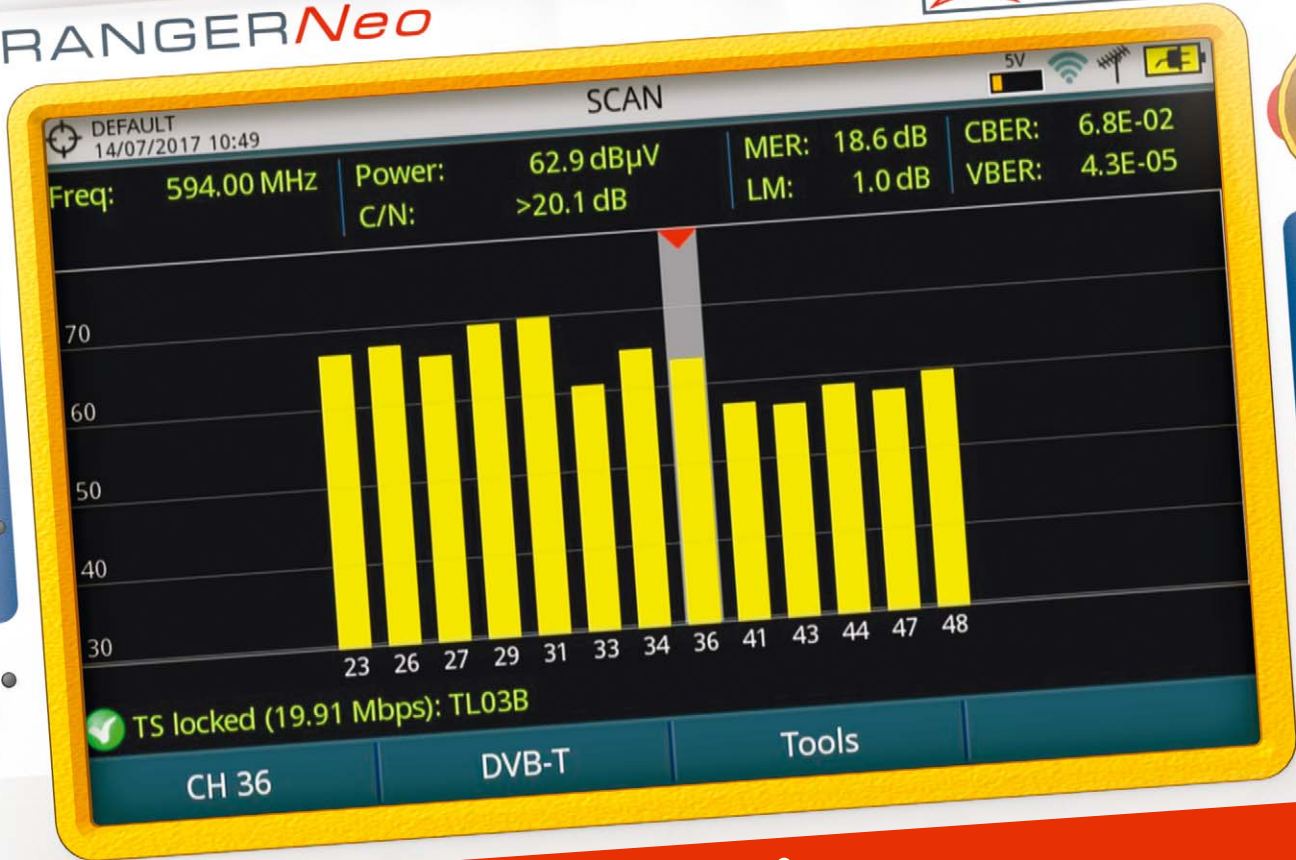 RANGERNeo
DEFAULT
14/07/2017 10:49
SCAN
5V
Freq: 594.00 MHz
Power: 62.9 dBμV
C/N: >20.1 dB
MER: 18.6 dB
LM: 1.0 dB
CBER: 6.8E-02
VBER: 4.3E-05
70
60
50
40
30
23 26 27 29 31 33 34 36 41 43 44 47 48
TS locked (19.91 Mbps): TL03B
CH 36 DVB-T Tools